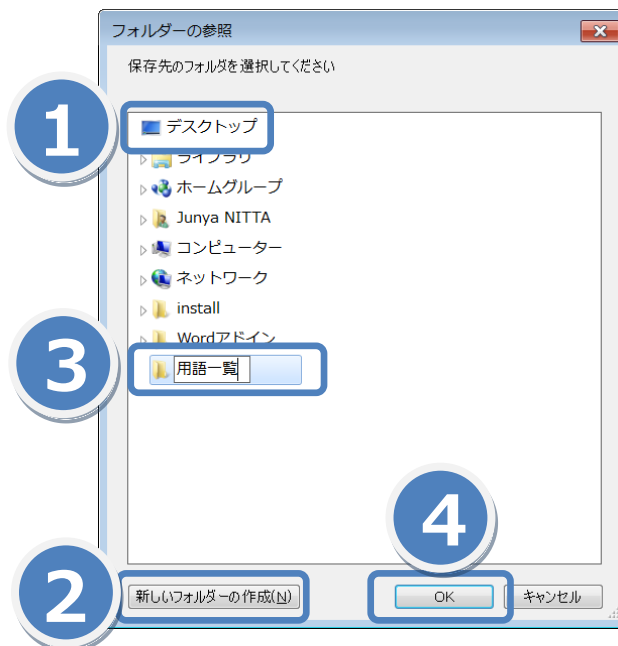 フォルダーの参照
保存先のフォルダを選択してください
1
デスクトップ
ライブラリ
ホームグループ
Junya NITTA
コンピューター
ネットワーク
install
Wordアドイン
3
用語一覧
4
2
新しいフォルダーの作成(N)
OK
キャンセル